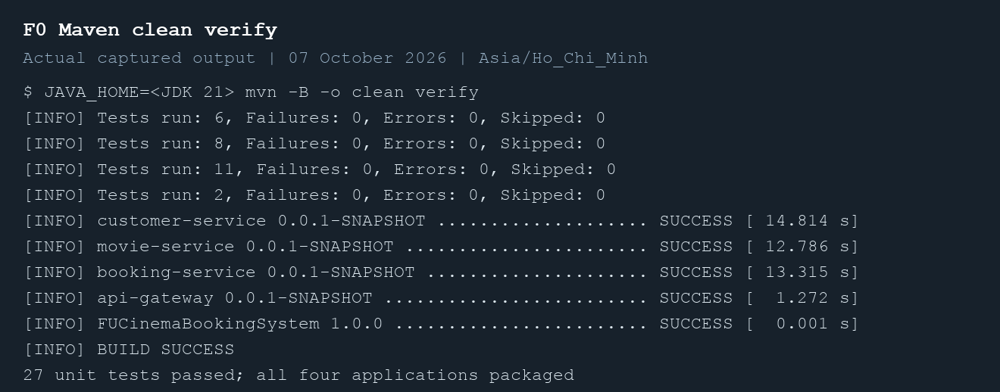 F0 Maven clean verify
Actual captured output | 07 October 2026 | Asia/Ho_Chi_Minh
$ JAVA_HOME=<JDK 21> mvn -B -o clean verify
[INFO] Tests run: 6, Failures: 0, Errors: 0, Skipped: 0
[INFO] Tests run: 8, Failures: 0, Errors: 0, Skipped: 0
[INFO] Tests run: 11, Failures: 0, Errors: 0, Skipped: 0
[INFO] Tests run: 2, Failures: 0, Errors: 0, Skipped: 0
[INFO] customer-service 0.0.1-SNAPSHOT .................... SUCCESS [ 14.814 s]
[INFO] movie-service 0.0.1-SNAPSHOT ....................... SUCCESS [ 12.786 s]
[INFO] booking-service 0.0.1-SNAPSHOT ..................... SUCCESS [ 13.315 s]
[INFO] api-gateway 0.0.1-SNAPSHOT ......................... SUCCESS [  1.272 s]
[INFO] FUCinemaBookingSystem 1.0.0 ........................ SUCCESS [  0.001 s]
[INFO] BUILD SUCCESS
27 unit tests passed; all four applications packaged